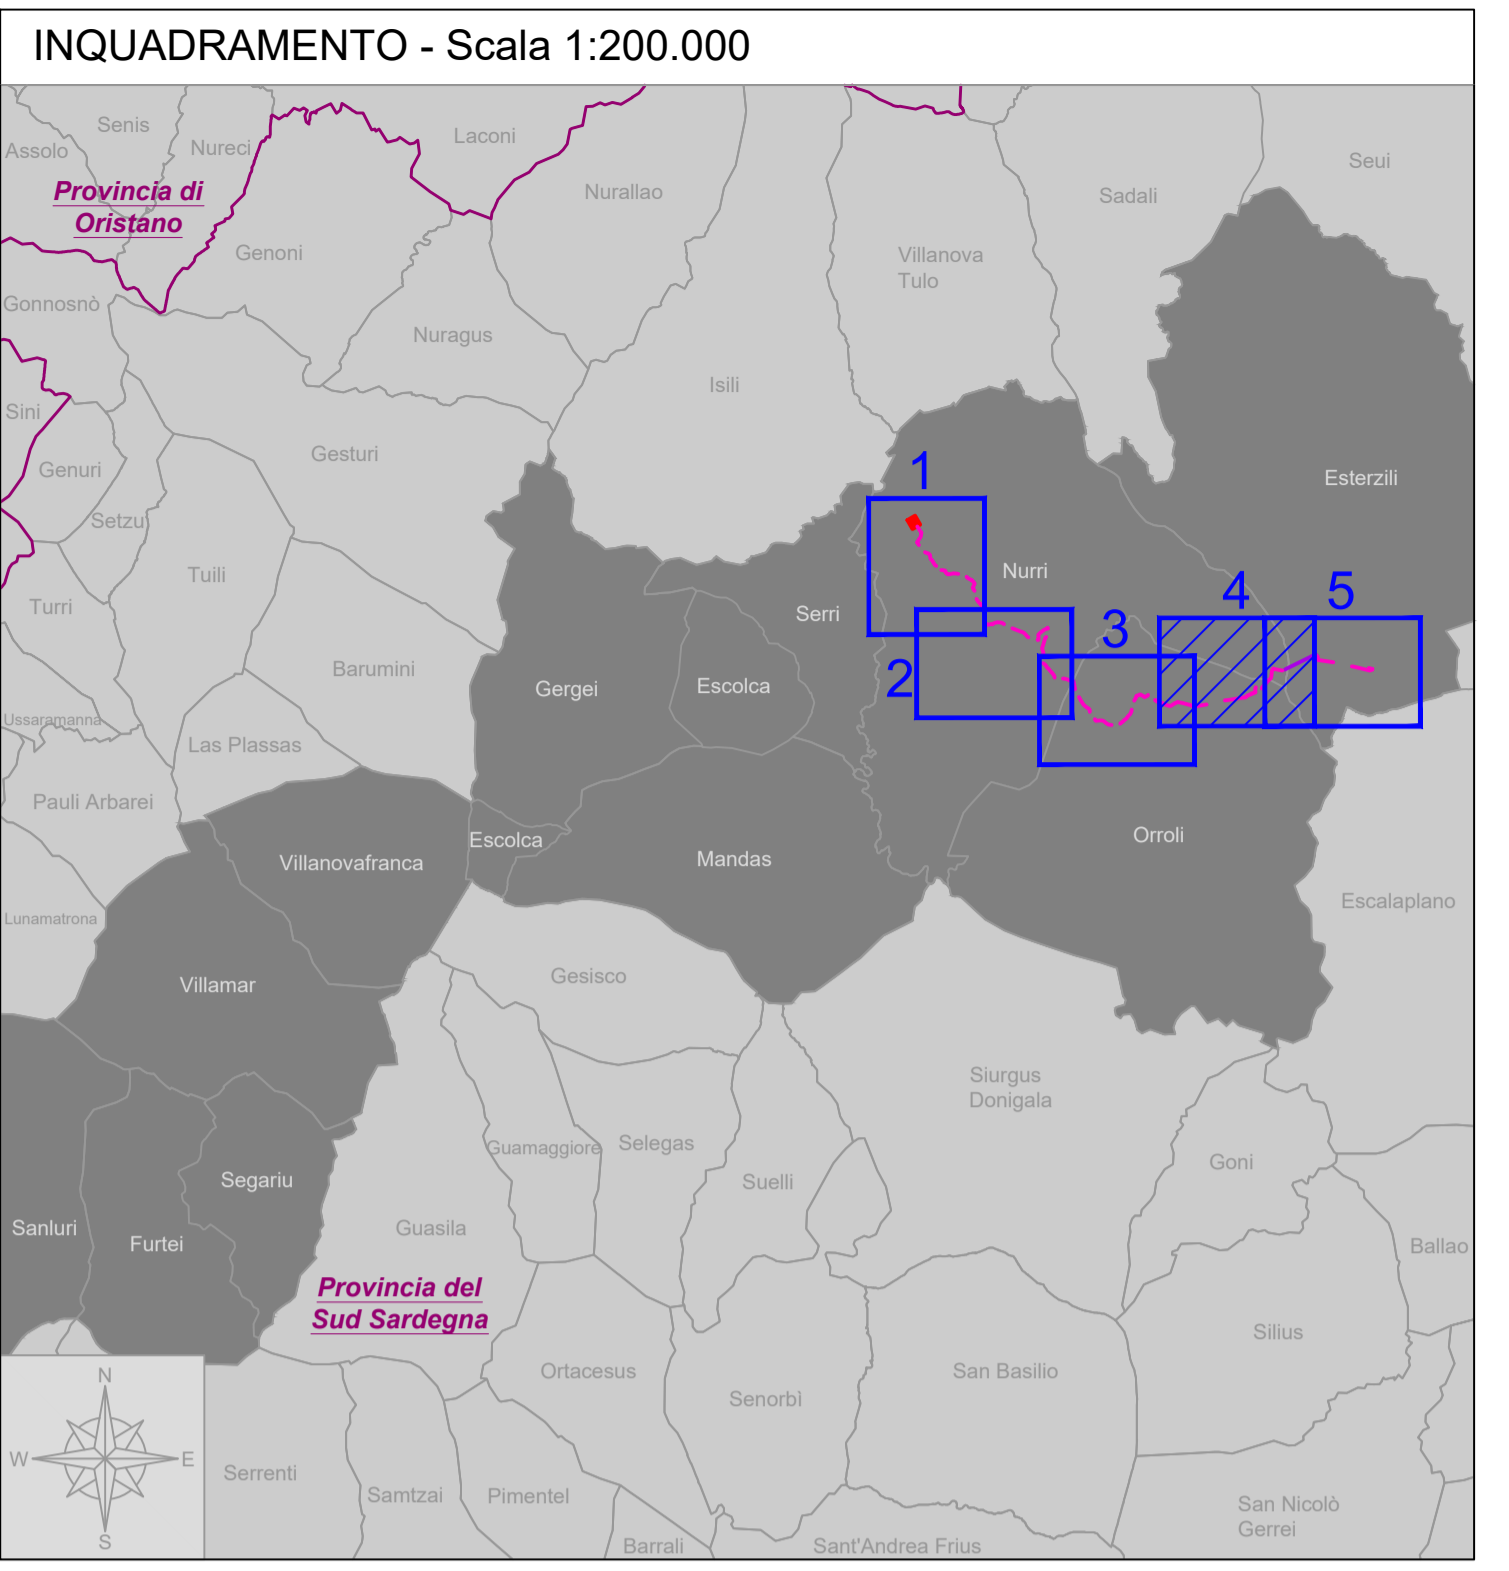 INQUADRAMENTO - Scala 1:200.000
Senis
Assolo
Nureci
Laconi
Seui
Provincia di
Oristano
Nurallao
Sadali
Genoni
Villanova
Tulo
Gonnosnò
Nuragus
Isili
Sini
Gesturi
Genuri
1
Esterzili
Setzu
Tuili
Nurri
4
5
Turri
Serri
3
Barumini
2
Gergei
Escolca
Ussaramanna
Las Plassas
Pauli Arbarei
Escolca
Orroli
Villanovafranca
Mandas
Lunamatrona
Escalaplano
Villamar
Gesisco
Siurgus
Donigala
Guamaggiore
Selegas
Goni
Segariu
Suelli
Sanluri
Furtei
Guasila
Ballao
Provincia del
Sud Sardegna
Silius
N
W
E
S
Ortacesus
Senorbì
San Basilio
Serrenti
Samtzai
Pimentel
San Nicolò
Gerrei
Barrali
Sant'Andrea Frius